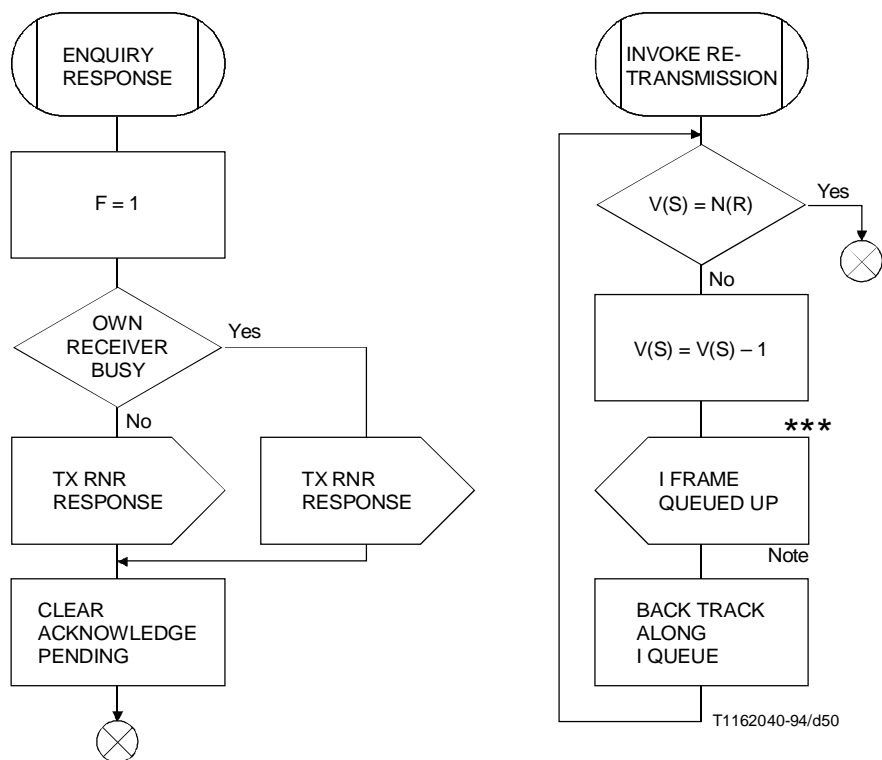 ENQUIRY
RESPONSE
F = 1
OWN
RECEIVER
BUSY
Yes
No
TX RNR
RESPONSE
TX RNR
RESPONSE
CLEAR
ACKNOWLEDGE
PENDING
INVOKE RE-
TRANSMISSION
V(S) = N(R)
Yes
No
V(S) = V(S) – 1
***
I FRAME
QUEUED UP
Note
BACK TRACK
ALONG
I QUEUE
T1162040-94/d50